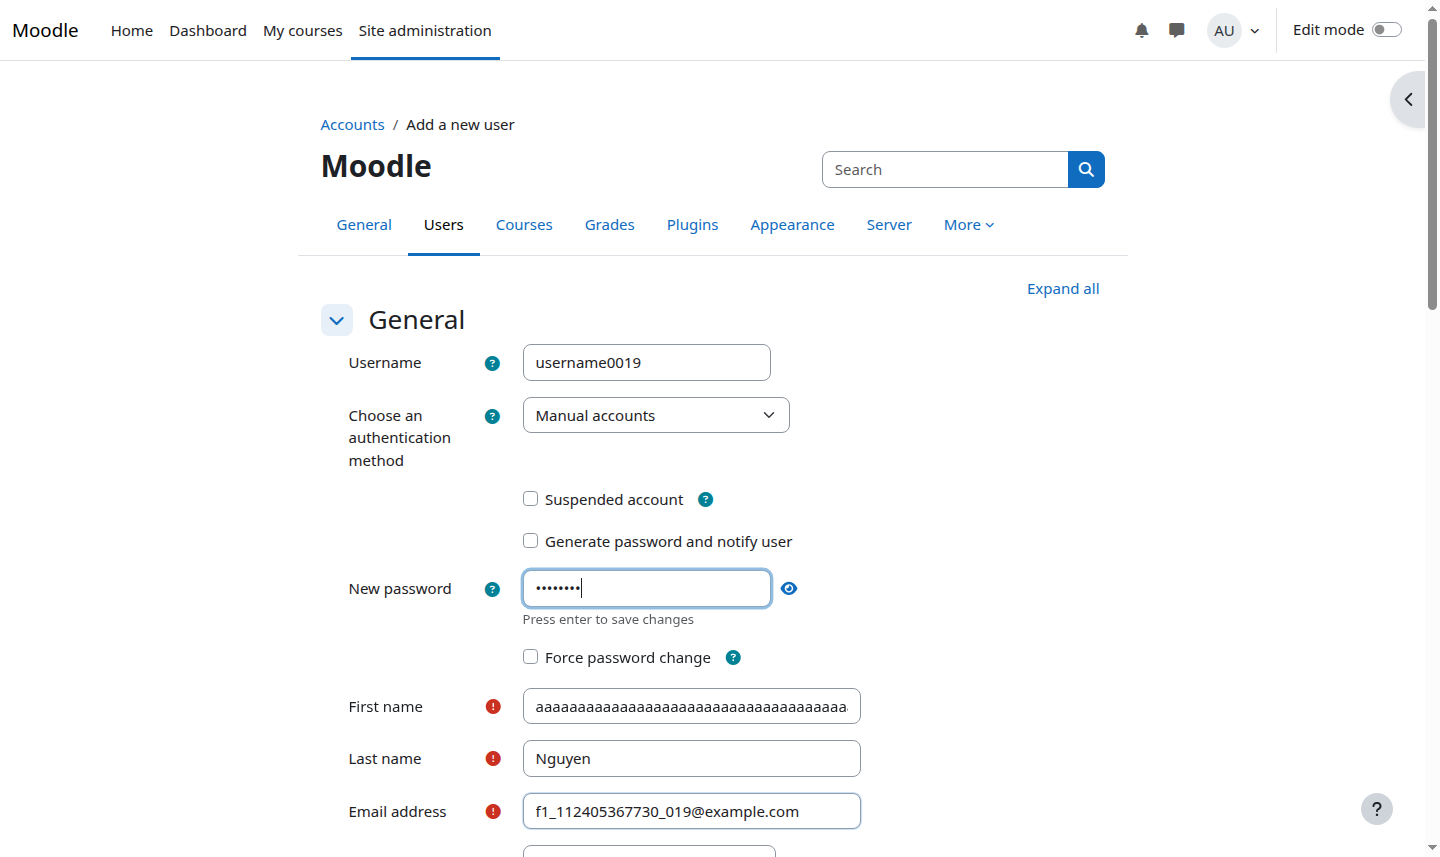 Moodle Home Dashboard My courses Site administration AU Edit mode
Accounts / Add a new user
Moodle
Search
General Users Courses Grades Plugins Appearance Server More
Expand all
General
Username ? username0019
Choose an authentication method ? Manual accounts
Suspended account ?
Generate password and notify user
New password ? ••••••••
Press enter to save changes
Force password change ?
First name ! aaaaaaaaaaaaaaaaaaaaaaaaaaaaaaaaaaaaa
Last name ! Nguyen
Email address ! f1_112405367730_019@example.com
?